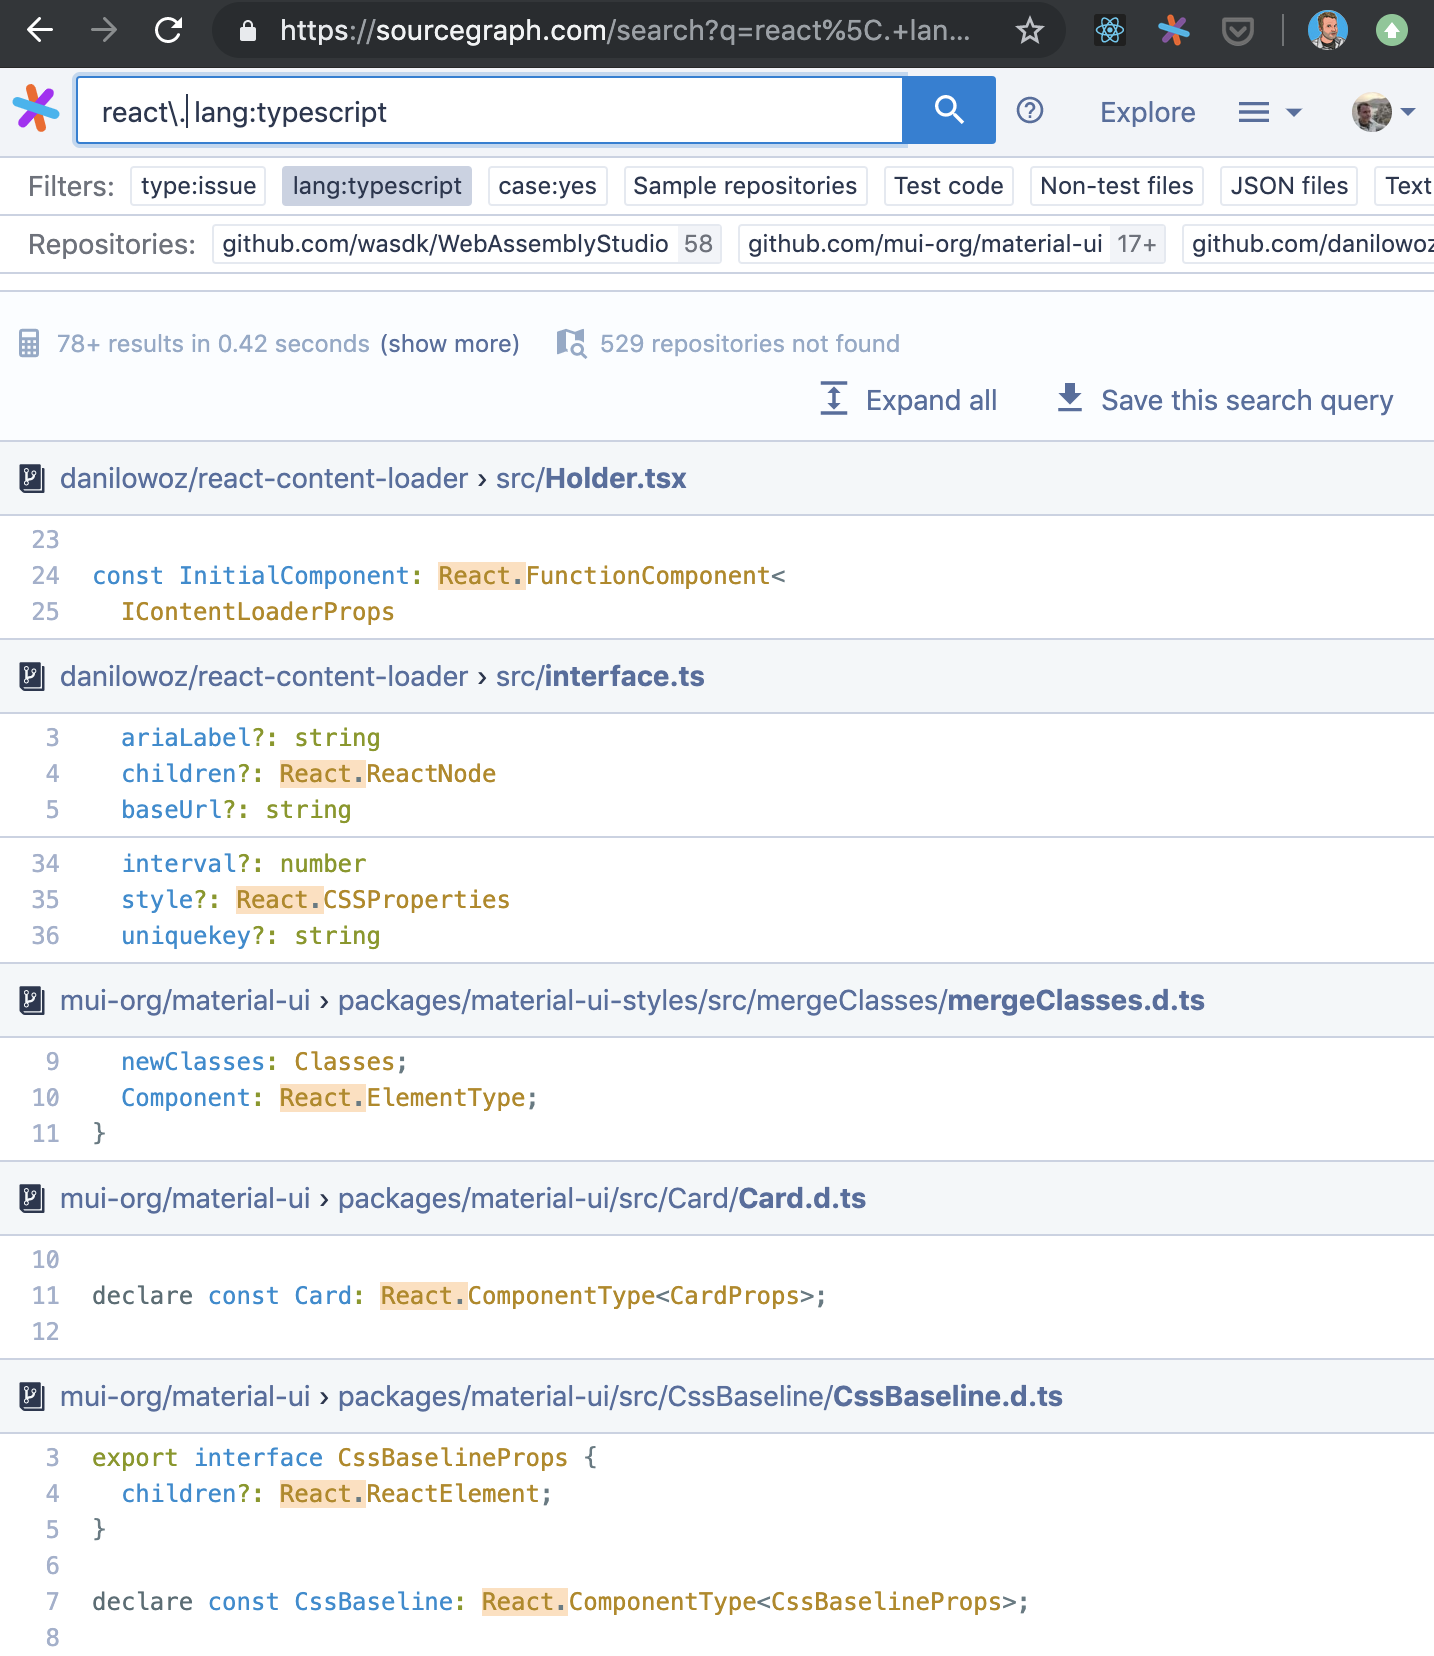 https://sourcegraph.com/search?q=react%5C.+lan...
react\. lang:typescript
Explore
Filters: type:issue lang:typescript case:yes Sample repositories Test code Non-test files JSON files Text
Repositories: github.com/wasdk/WebAssemblyStudio 58 github.com/mui-org/material-ui 17+ github.com/danilowoz
78+ results in 0.42 seconds (show more) 529 repositories not found
Expand all Save this search query
danilowoz/react-content-loader › src/Holder.tsx
23
24 const InitialComponent: React.FunctionComponent<
25 IContentLoaderProps
danilowoz/react-content-loader › src/interface.ts
3 ariaLabel?: string
4 children?: React.ReactNode
5 baseUrl?: string
34 interval?: number
35 style?: React.CSSProperties
36 uniquekey?: string
mui-org/material-ui › packages/material-ui-styles/src/mergeClasses/mergeClasses.d.ts
9 newClasses: Classes;
10 Component: React.ElementType;
11 }
mui-org/material-ui › packages/material-ui/src/Card/Card.d.ts
10
11 declare const Card: React.ComponentType<CardProps>;
12
mui-org/material-ui › packages/material-ui/src/CssBaseline/CssBaseline.d.ts
3 export interface CssBaselineProps {
4 children?: React.ReactElement;
5 }
6
7 declare const CssBaseline: React.ComponentType<CssBaselineProps>;
8